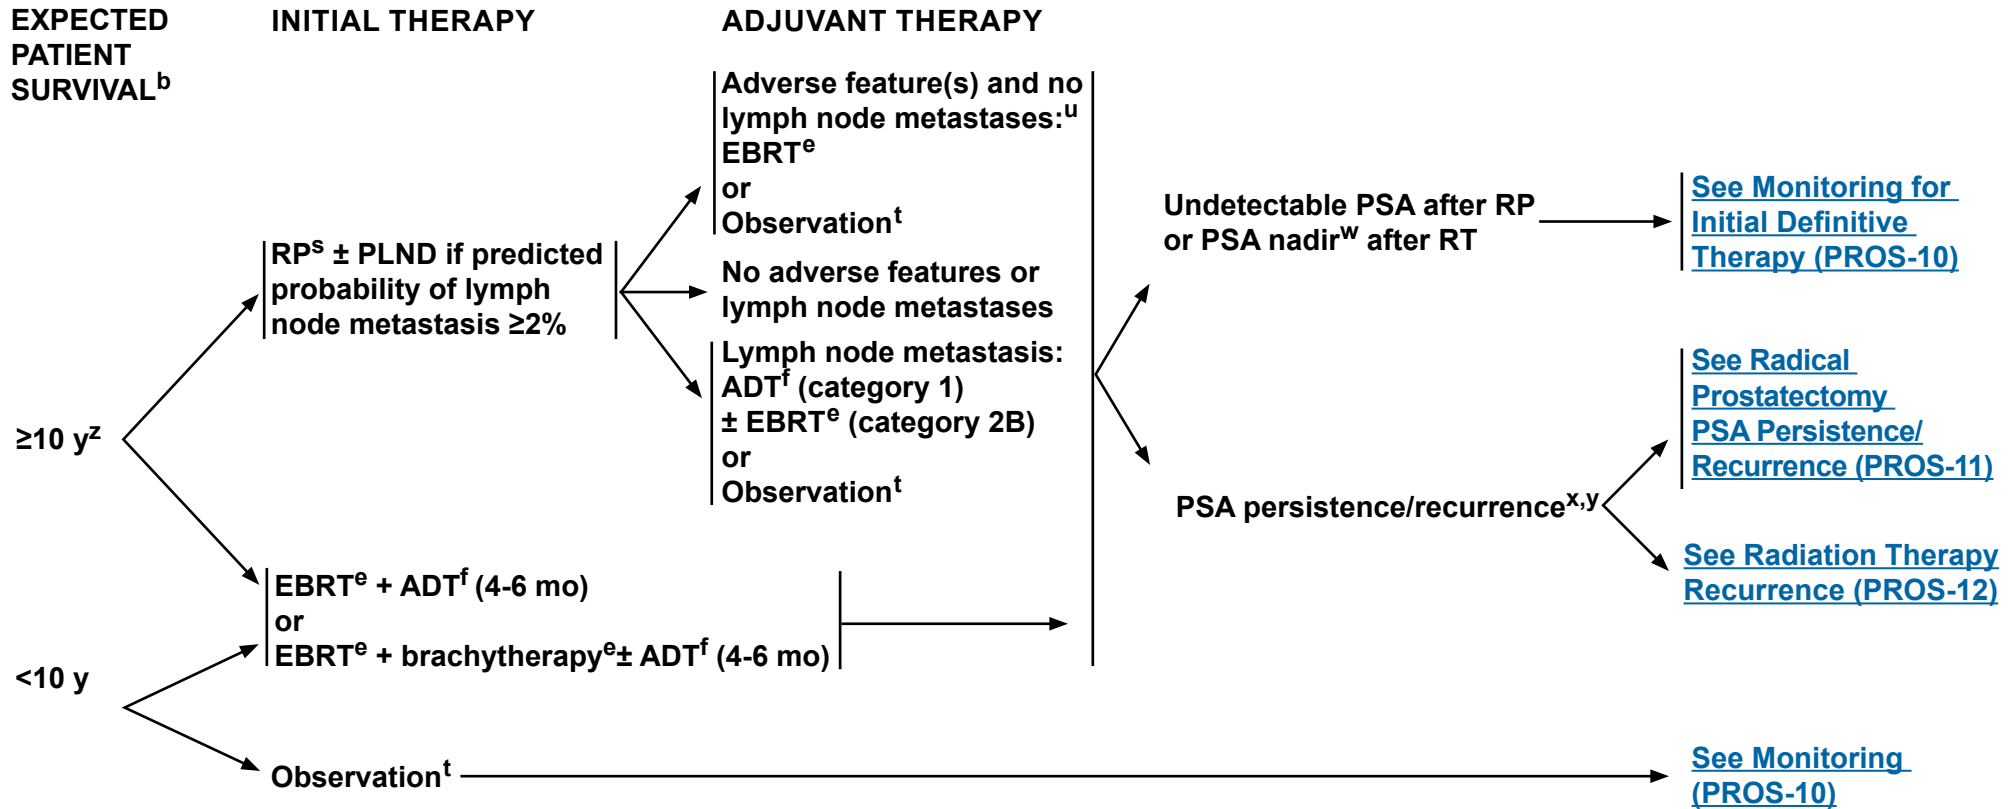 EXPECTED
PATIENT
SURVIVALᵇ
INITIAL THERAPY
ADJUVANT THERAPY
≥10 yᶻ
<10 y
RPˢ ± PLND if predicted
probability of lymph
node metastasis ≥2%
EBRTᵉ + ADTᶠ (4-6 mo)
or
EBRTᵉ + brachytherapyᵉ± ADTᶠ (4-6 mo)
Observationᵗ
Adverse feature(s) and no
lymph node metastases:ᵘ
EBRTᵉ
or
Observationᵗ
No adverse features or
lymph node metastases
Lymph node metastasis:
ADTᶠ (category 1)
± EBRTᵉ (category 2B)
or
Observationᵗ
Undetectable PSA after RP
or PSA nadirʷ after RT
PSA persistence/recurrenceˣ,ʸ
See Monitoring for
Initial Definitive
Therapy (PROS-10)
See Radical
Prostatectomy
PSA Persistence/
Recurrence (PROS-11)
See Radiation Therapy
Recurrence (PROS-12)
See Monitoring
(PROS-10)